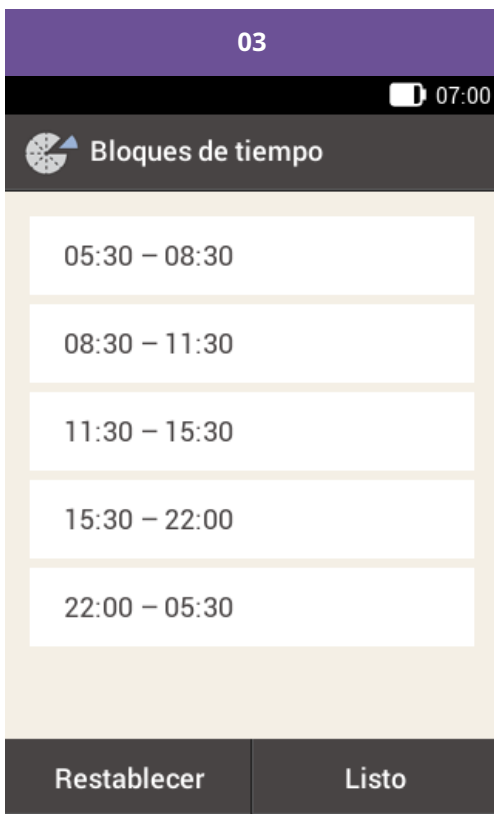 03
07:00
Bloques de tiempo
05:30 – 08:30
08:30 – 11:30
11:30 – 15:30
15:30 – 22:00
22:00 – 05:30
Restablecer
Listo